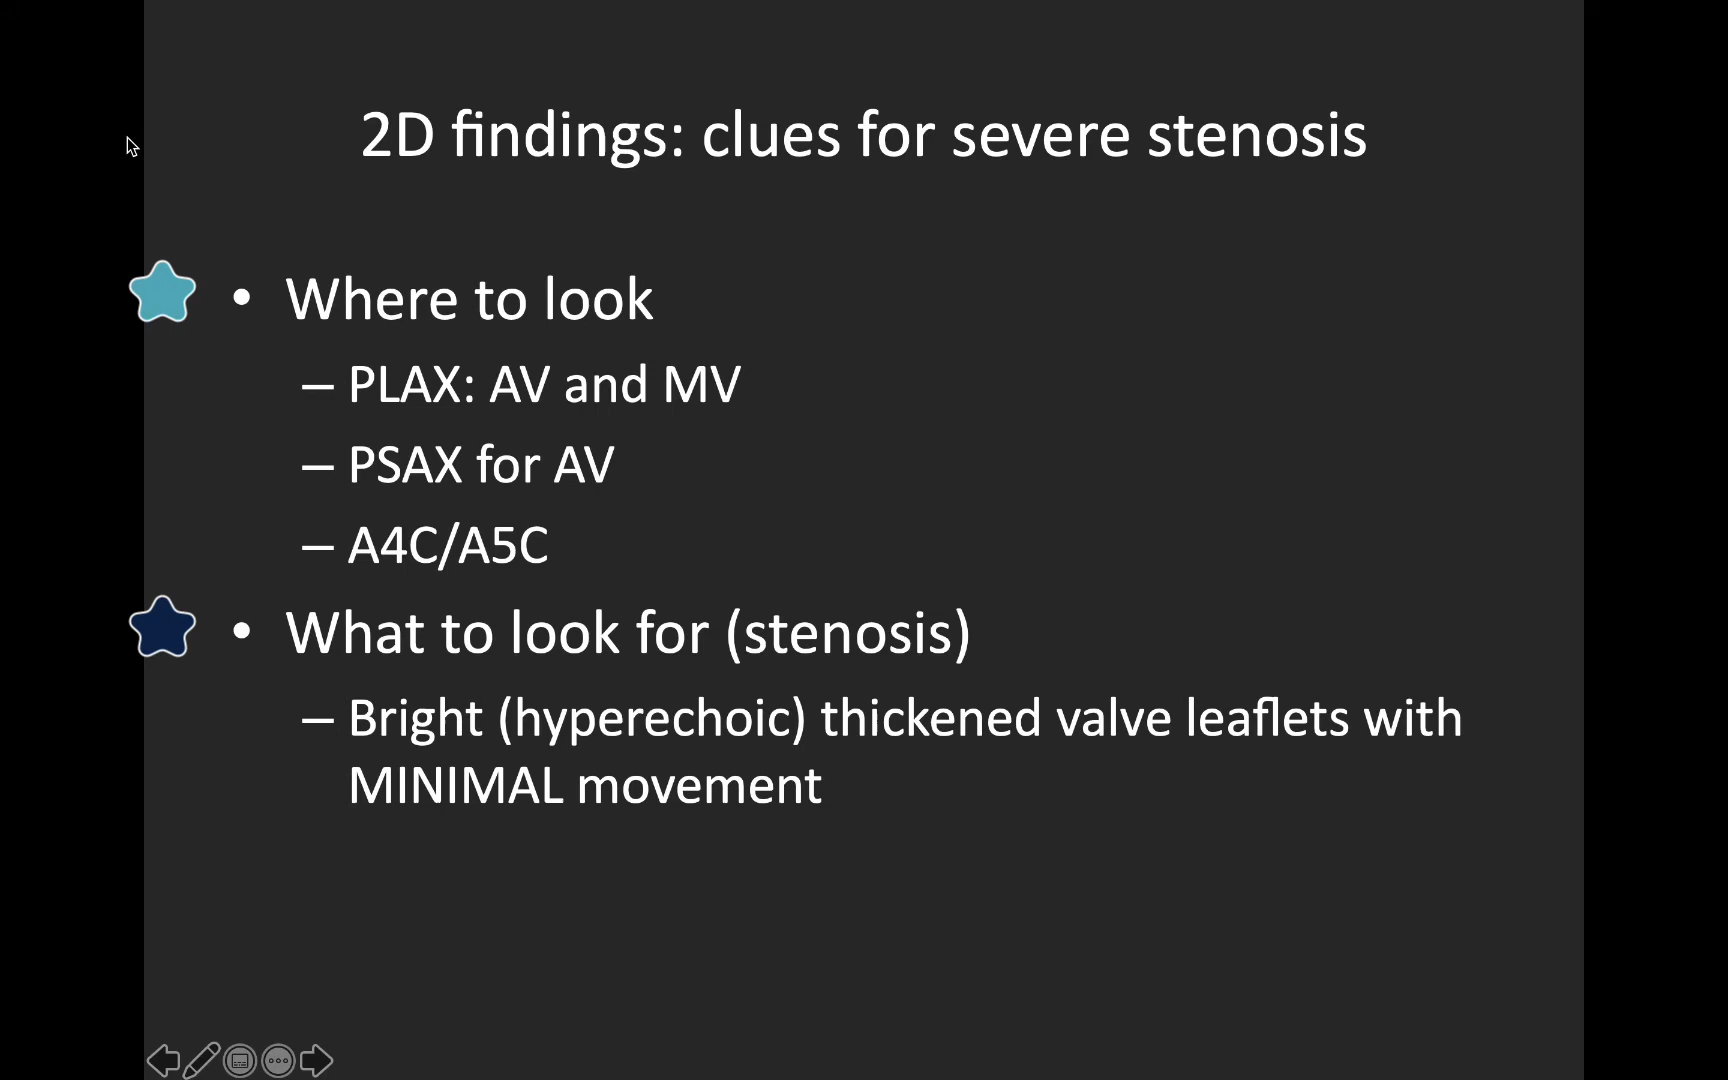 2D findings: clues for severe stenosis
• Where to look
– PLAX: AV and MV
– PSAX for AV
– A4C/A5C
• What to look for (stenosis)
– Bright (hyperechoic) thickened valve leaflets with
MINIMAL movement